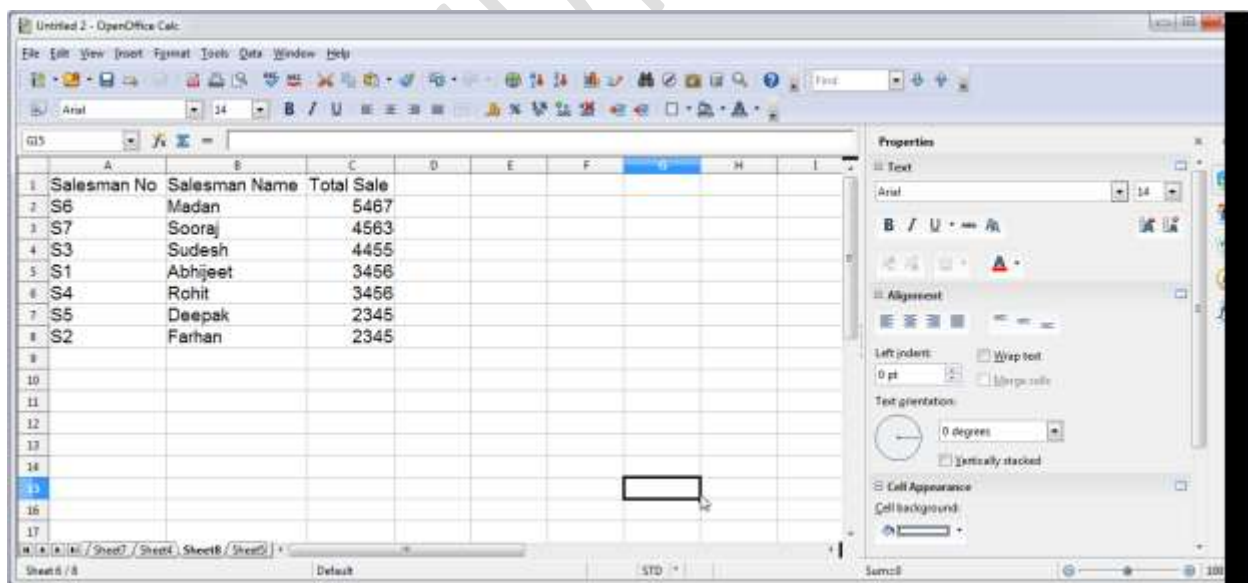 Untitled 2 - OpenOffice Calc
File Edit View Insert Format Tools Data Window Help
Find
Arial 14 B I U
G15 =
Properties
A B C D E F G H I
Text
1 Salesman No Salesman Name Total Sale
Arial 14
2 S6 Madan 5467
3 S7 Sooraj 4563
B I U
4 S3 Sudesh 4455
5 S1 Abhijeet 3456
6 S4 Rohit 3456
Alignment
7 S5 Deepak 2345
8 S2 Farhan 2345
9
Left indent: Wrap text
10
0 pt Merge cells
11
Text orientation:
12
0 degrees
13
14
Vertically stacked
15
Cell Appearance
16
Cell background:
17
Sheet7 / Sheet4 / Sheet8 / Sheet5
Sheet 6 / 8 Default STD * Sum=0 100